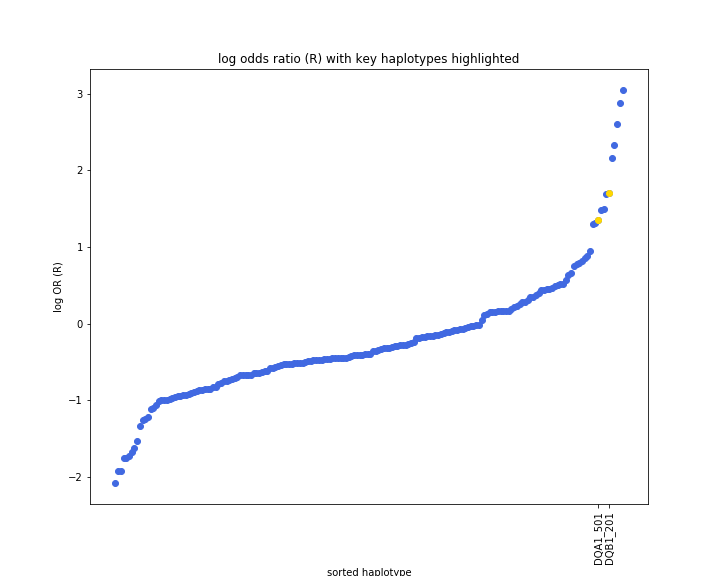 log odds ratio (R) with key haplotypes highlighted
log OR (R)
3
2
1
0
−1
−2
DQA1_501
DQB1_201
sorted haplotype